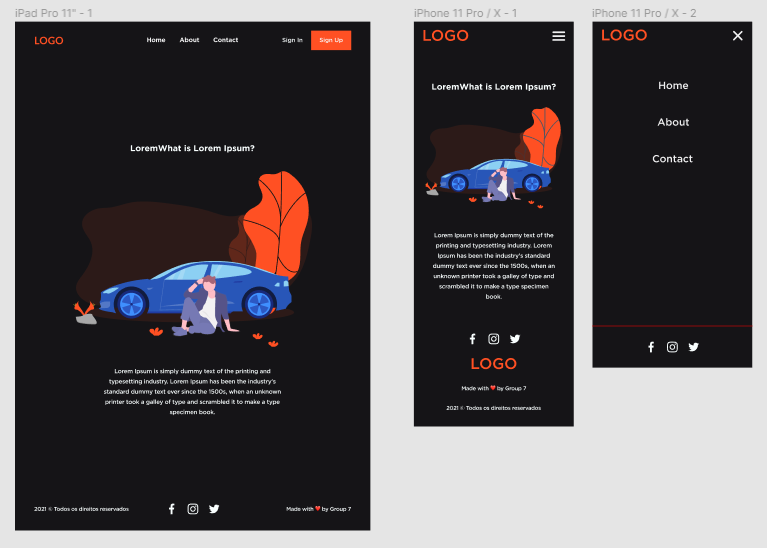 iPad Pro 11" - 1
LOGO
Home About Contact
Sign In Sign Up
LoremWhat is Lorem Ipsum?
Lorem Ipsum is simply dummy text of the printing and
typesetting industry. Lorem Ipsum has been the industry's
standard dummy text ever since the 1500s, when an unknown
printer took a galley of type and scrambled it to make a type
specimen book.
2021 © Todos os direitos reservados
Made with ♥ by Group 7
iPhone 11 Pro / X - 1
LOGO
LoremWhat is Lorem Ipsum?
Lorem Ipsum is simply dummy text of the
printing and typesetting industry. Lorem
Ipsum has been the industry's standard
dummy text ever since the 1500s, when an
unknown printer took a galley of type and
scrambled it to make a type specimen
book.
LOGO
Made with ♥ by Group 7
2021 © Todos os direitos reservados
iPhone 11 Pro / X - 2
LOGO
Home
About
Contact